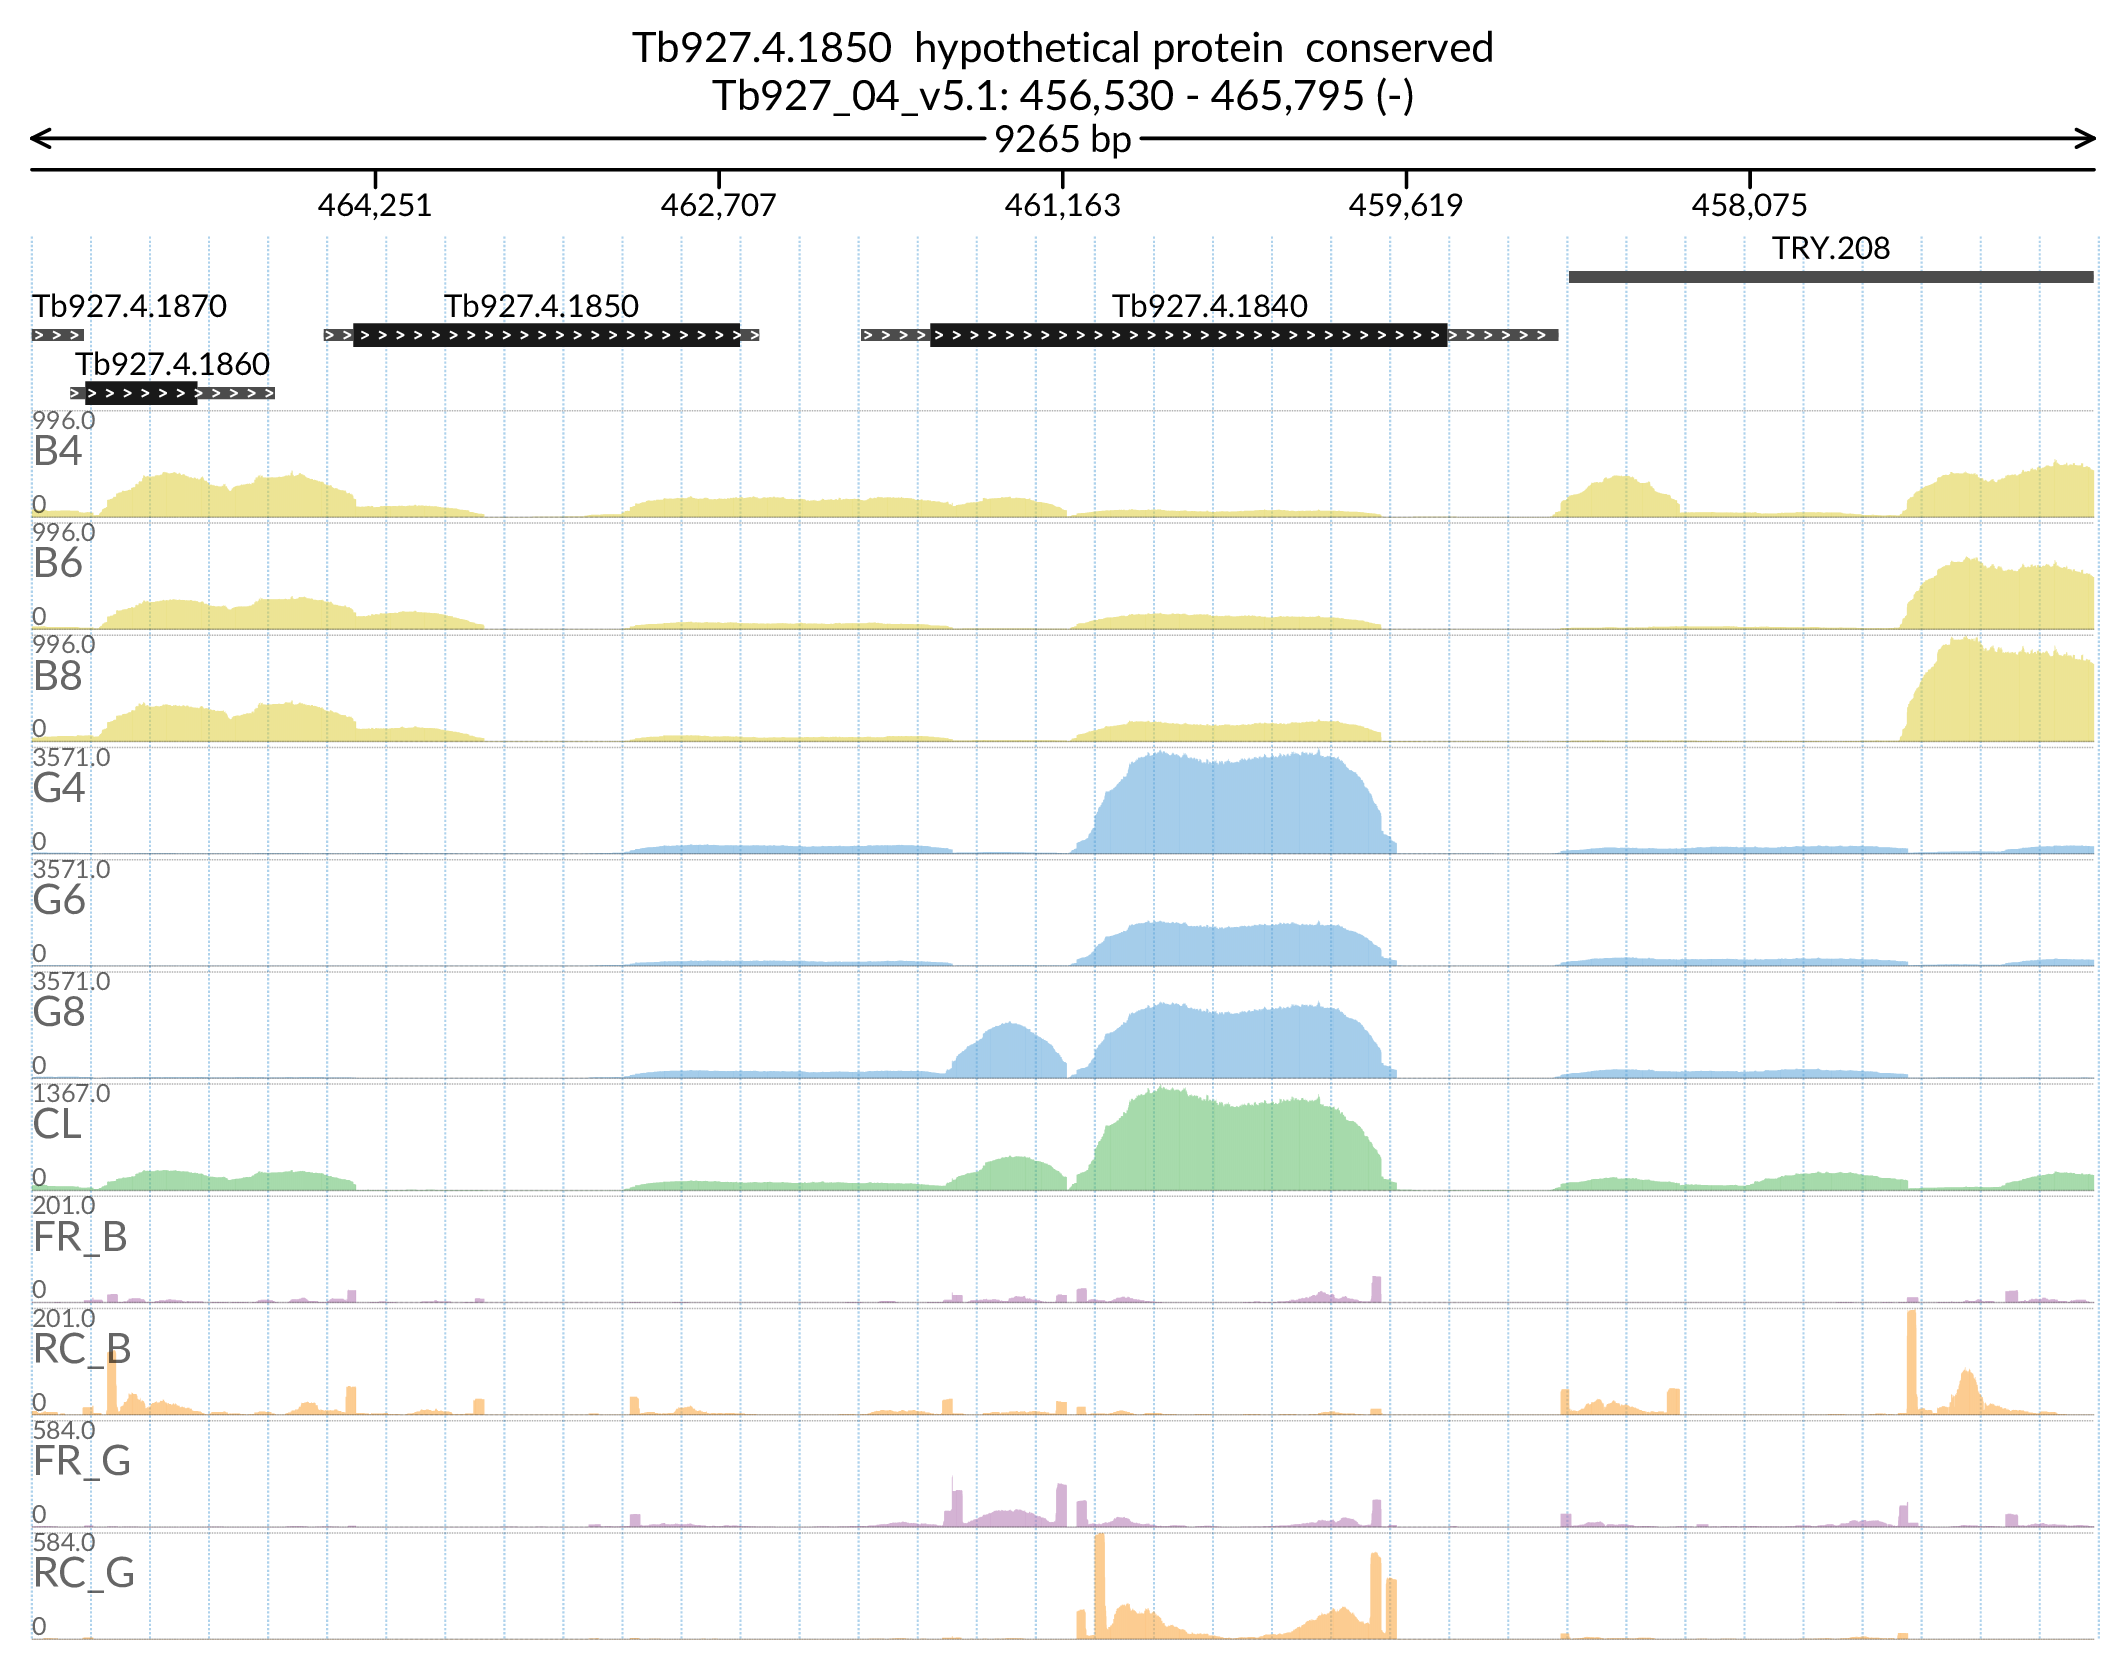 Tb927.4.1850  hypothetical protein  conserved
Tb927_04_v5.1: 456,530 - 465,795 (-)
9265 bp
464,251 462,707 461,163 459,619 458,075
TRY.208
Tb927.4.1870 Tb927.4.1850 Tb927.4.1840
Tb927.4.1860
996.0
B4
0
996.0
B6
0
996.0
B8
0
3571.0
G4
0
3571.0
G6
0
3571.0
G8
0
1367.0
CL
0
201.0
FR_B
0
201.0
RC_B
0
584.0
FR_G
0
584.0
RC_G
0